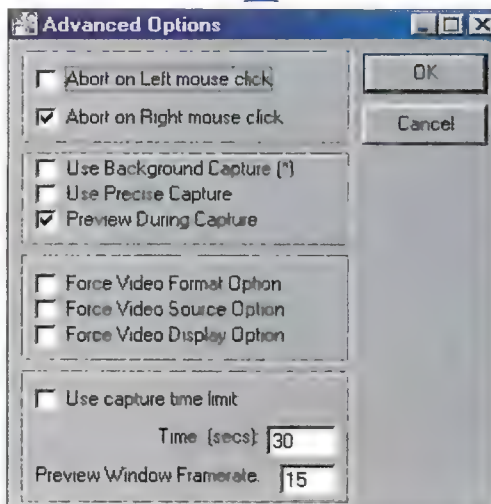 Advanced Options
Abort on Left mouse click
OK
Abort on Right mouse click
Cancel
Use Background Capture (*)
Use Precise Capture
Preview During Capture
Force Video Format Option
Force Video Source Option
Force Video Display Option
Use capture time limit
Time (secs): 30
Preview Window Framerate. 15